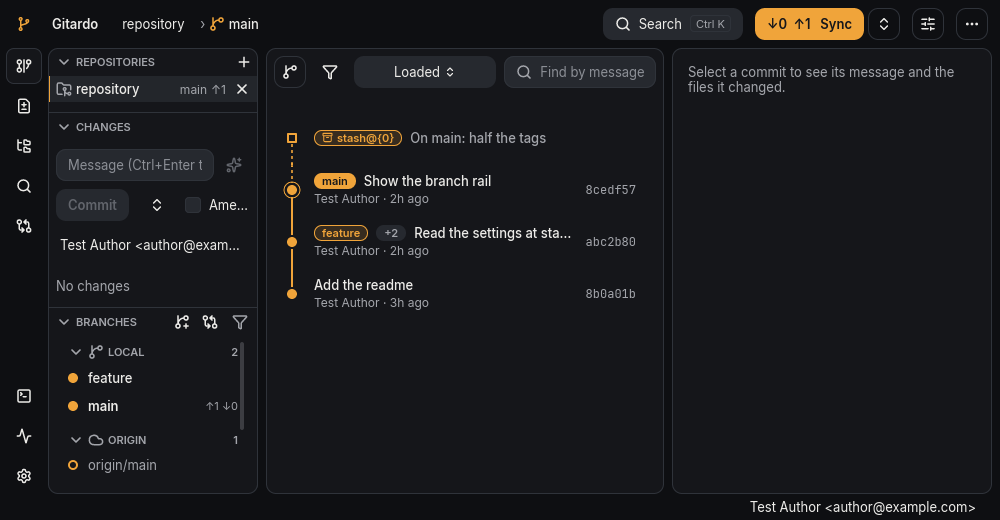 Gitardo repository › main
Search Ctrl K
↓0 ↑1 Sync
REPOSITORIES
repository main ↑1
CHANGES
Message (Ctrl+Enter t
Commit Ame...
Test Author <author@exam...
No changes
BRANCHES
LOCAL 2
feature
main ↑1 ↓0
ORIGIN 1
origin/main
Loaded
Find by message
stash@{0} On main: half the tags
main Show the branch rail
Test Author · 2h ago 8cedf57
feature +2 Read the settings at sta...
Test Author · 2h ago abc2b80
Add the readme
Test Author · 3h ago 8b0a01b
Select a commit to see its message and the
files it changed.
Test Author <author@example.com>